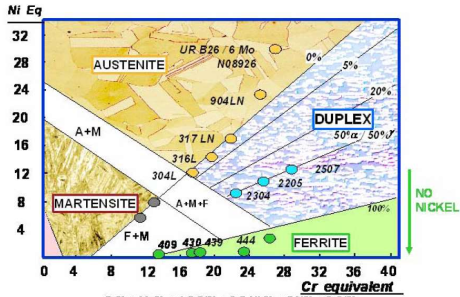 Ni Eq
32
28
24
20
16
12
8
4
0
AUSTENITE
UR B26 / 6 Mo
N08926
904LN
317 LN
316L
304L
0%
5%
20%
DUPLEX
50°α 50°γ
2507
2205
2304
100%
A+M
A+M+F
MARTENSITE
F+M
409
430
439
444
FERRITE
NO
NICKEL
0 4 8 12 16 20 24 28 32 36 40
Cr equivalent